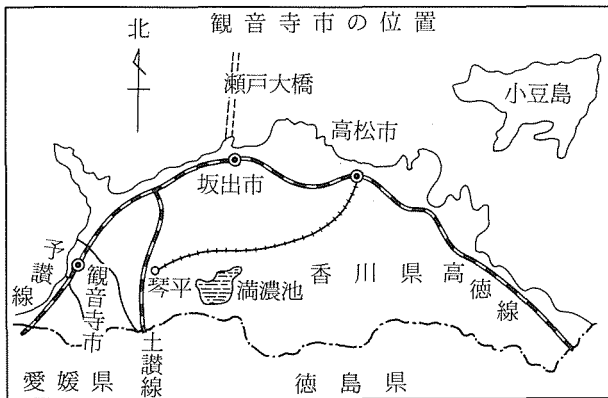 観音寺市の位置
北
瀬戸大橋
小豆島
高松市
坂出市
予讃線
観音寺市
琴平
満濃池
香川県
高徳線
土讃線
愛媛県
徳島県